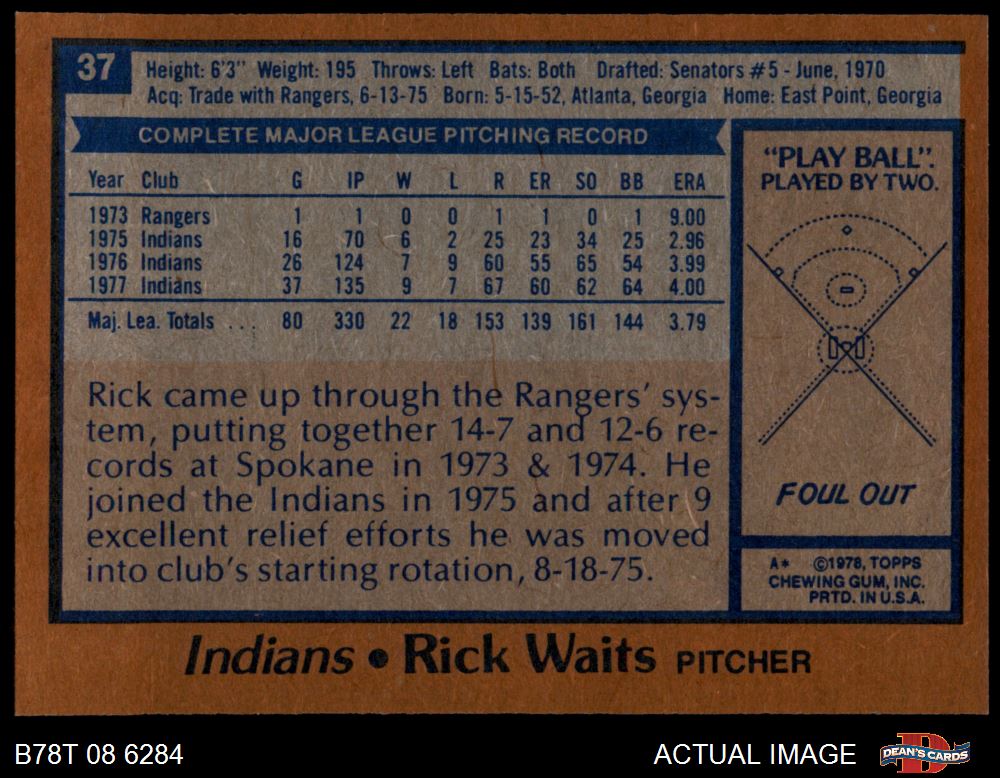 37
Height: 6'3" Weight: 195 Throws: Left Bats: Both Drafted: Senators #5 - June, 1970
Acq: Trade with Rangers, 6-13-75 Born: 5-15-52, Atlanta, Georgia Home: East Point, Georgia
COMPLETE MAJOR LEAGUE PITCHING RECORD
Year Club G IP W L R ER SO BB ERA
1973 Rangers 1 1 0 0 1 1 0 1 9.00
1975 Indians 16 70 6 2 25 23 34 25 2.96
1976 Indians 26 124 7 9 60 55 65 54 3.99
1977 Indians 37 135 9 7 67 60 62 64 4.00
Maj. Lea. Totals ... 80 330 22 18 153 139 161 144 3.79
Rick came up through the Rangers' sys-
tem, putting together 14-7 and 12-6 re-
cords at Spokane in 1973 & 1974. He
joined the Indians in 1975 and after 9
excellent relief efforts he was moved
into club's starting rotation, 8-18-75.
"PLAY BALL".
PLAYED BY TWO.
FOUL OUT
A* ©1978, TOPPS
CHEWING GUM, INC.
PRTD. IN U.S.A.
Indians • Rick Waits PITCHER
B78T 08 6284
ACTUAL IMAGE
DEAN'S CARDS